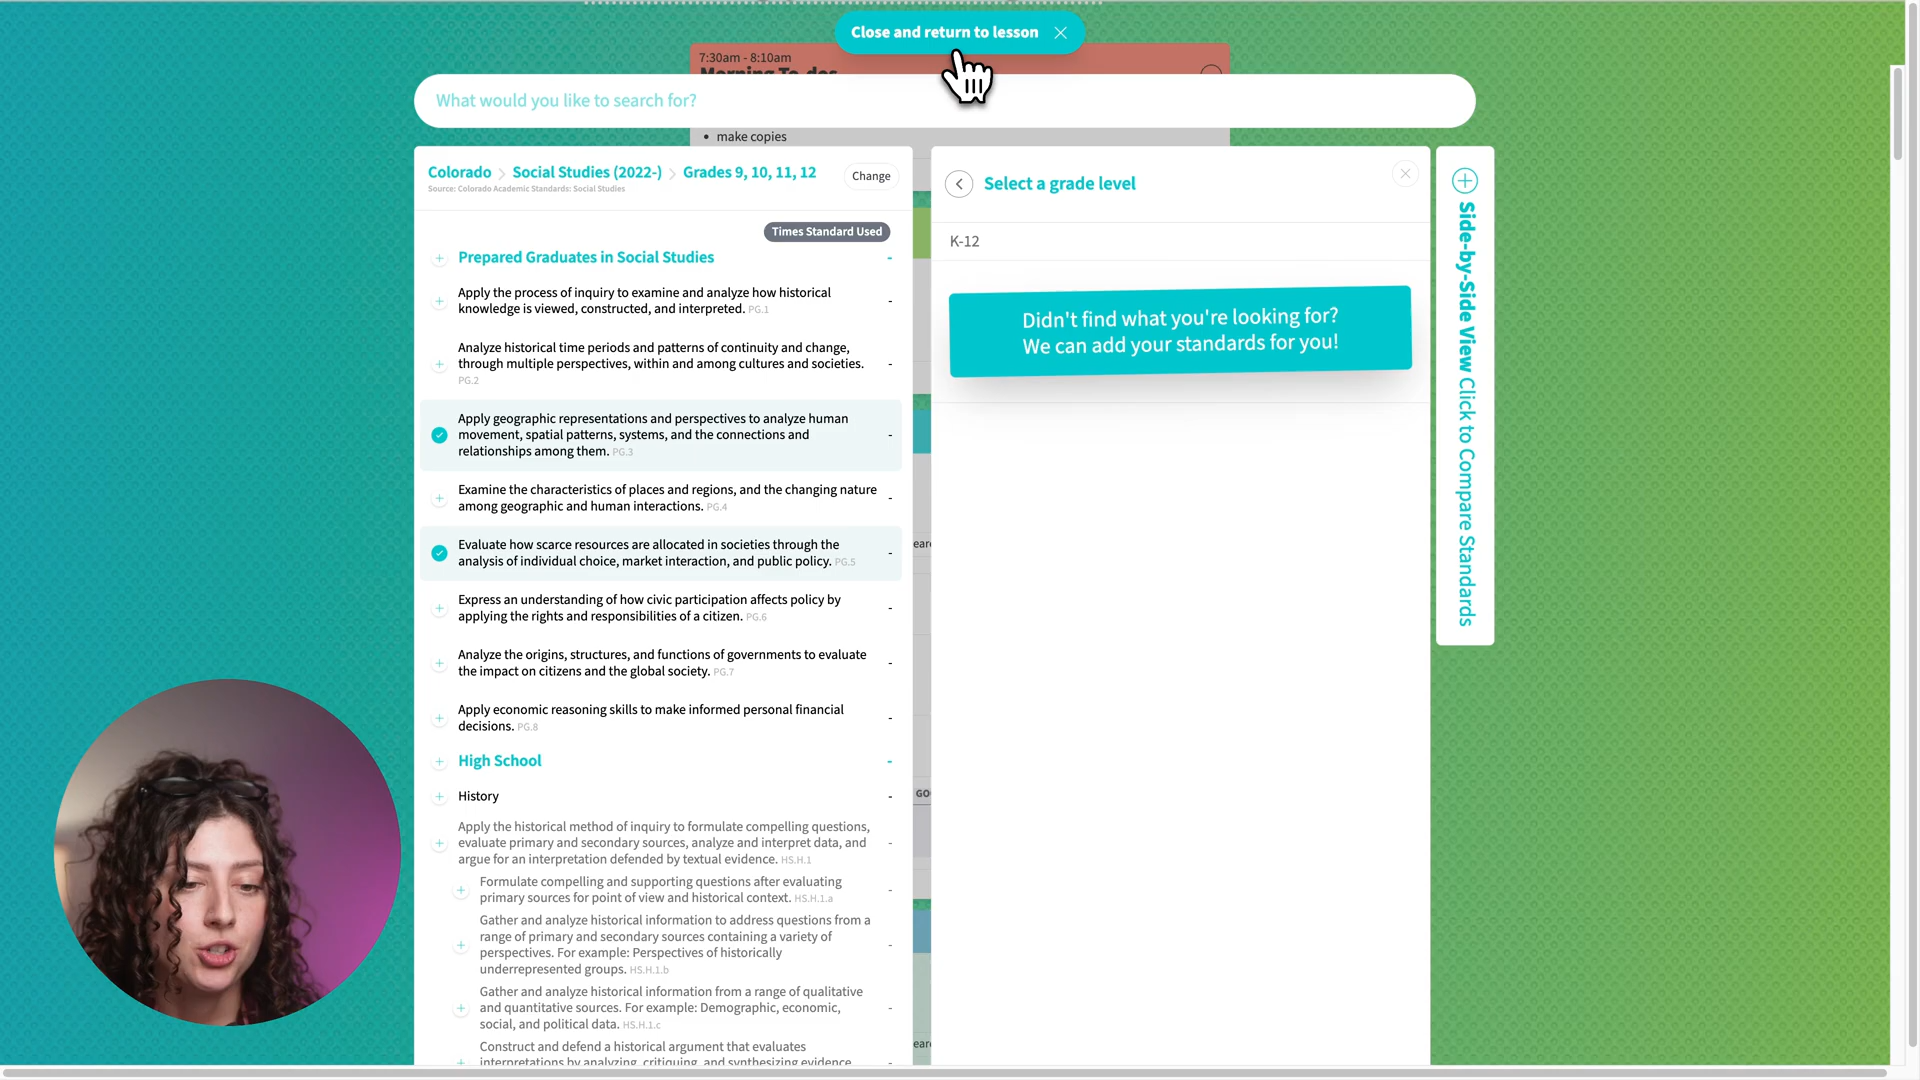 Close and return to lesson
7:30am - 8:10am
Morning To-dos
What would you like to search for?
• make copies
Colorado > Social Studies (2022-) > Grades 9, 10, 11, 12
Change
Source: Colorado Academic Standards: Social Studies
Times Standard Used
Prepared Graduates in Social Studies
-
Apply the process of inquiry to examine and analyze how historical
knowledge is viewed, constructed, and interpreted. PG.1
-
Analyze historical time periods and patterns of continuity and change,
through multiple perspectives, within and among cultures and societies.
PG.2
-
Apply geographic representations and perspectives to analyze human
movement, spatial patterns, systems, and the connections and
relationships among them. PG.3
-
Examine the characteristics of places and regions, and the changing nature
among geographic and human interactions. PG.4
-
Evaluate how scarce resources are allocated in societies through the
analysis of individual choice, market interaction, and public policy. PG.5
-
Express an understanding of how civic participation affects policy by
applying the rights and responsibilities of a citizen. PG.6
-
Analyze the origins, structures, and functions of governments to evaluate
the impact on citizens and the global society. PG.7
-
Apply economic reasoning skills to make informed personal financial
decisions. PG.8
-
High School
-
History
-
Apply the historical method of inquiry to formulate compelling questions,
evaluate primary and secondary sources, analyze and interpret data, and
argue for an interpretation defended by textual evidence. HS.H.1
-
Formulate compelling and supporting questions after evaluating
primary sources for point of view and historical context. HS.H.1.a
-
Gather and analyze historical information to address questions from a
range of primary and secondary sources containing a variety of
perspectives. For example: Perspectives of historically
underrepresented groups. HS.H.1.b
-
Gather and analyze historical information from a range of qualitative
and quantitative sources. For example: Demographic, economic,
social, and political data. HS.H.1.c
-
Construct and defend a historical argument that evaluates
interpretations by analyzing, critiquing, and synthesizing evidence
-
Select a grade level
K-12
Didn't find what you're looking for?
We can add your standards for you!
Side-by-Side View Click to Compare Standards